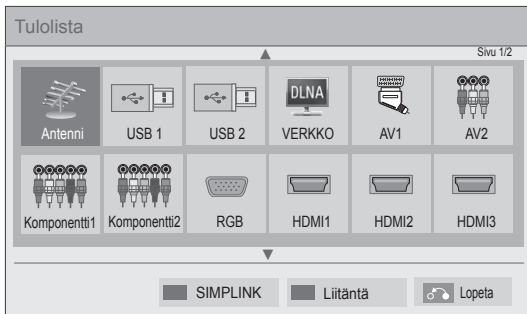 Tulolista
Sivu 1/2
Antenni USB 1 USB 2 DLNA VERKKO AV1 AV2
Komponentti1 Komponentti2 RGB HDMI1 HDMI2 HDMI3
SIMPLINK Liitäntä Lopeta